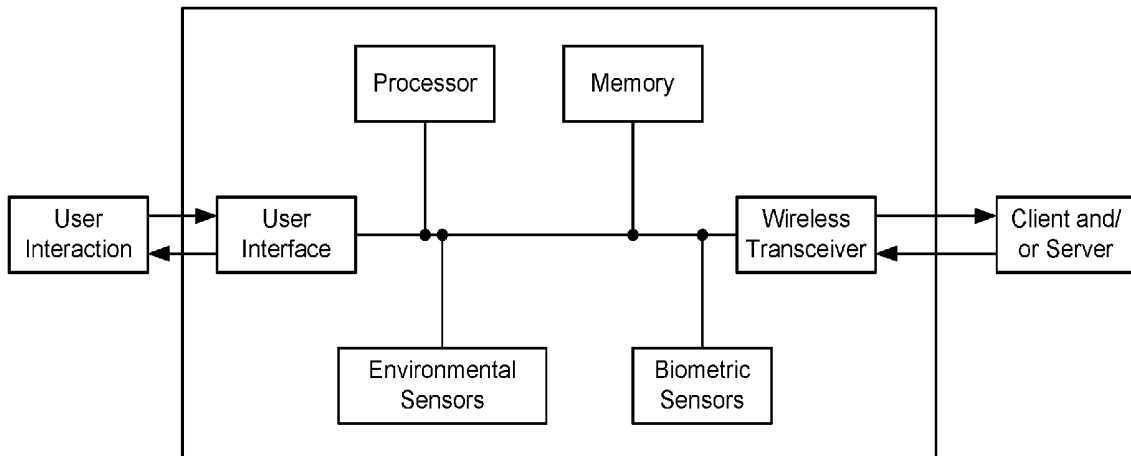 Processor
Memory
User
Interaction
User
Interface
Wireless
Transceiver
Client and/
or Server
Environmental
Sensors
Biometric
Sensors